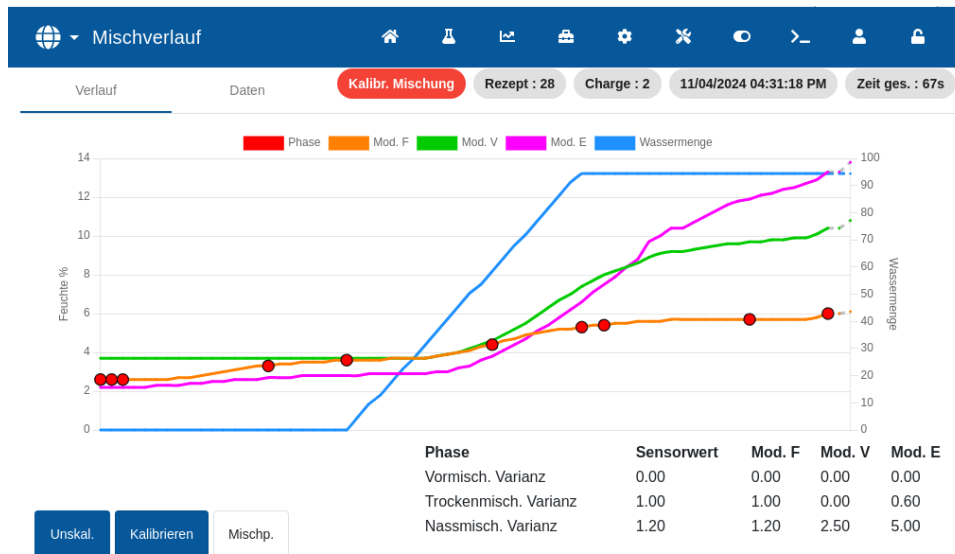 Mischverlauf
Verlauf Daten Kalibr. Mischung Rezept : 28 Charge : 2 11/04/2024 04:31:18 PM Zeit ges. : 67s
Phase Mod. F Mod. V Mod. E Wassermenge
14 100
90
12
80
10 70
60
8
50
6 40
30
4
20
2
10
0 0
Feuchte %
Wassermenge
Phase Sensorwert Mod. F Mod. V Mod. E
Vormisch. Varianz 0.00 0.00 0.00 0.00
Trockenmisch. Varianz 1.00 1.00 0.00 0.60
Nassmisch. Varianz 1.20 1.20 2.50 5.00
Unskal. Kalibrieren Mischp.